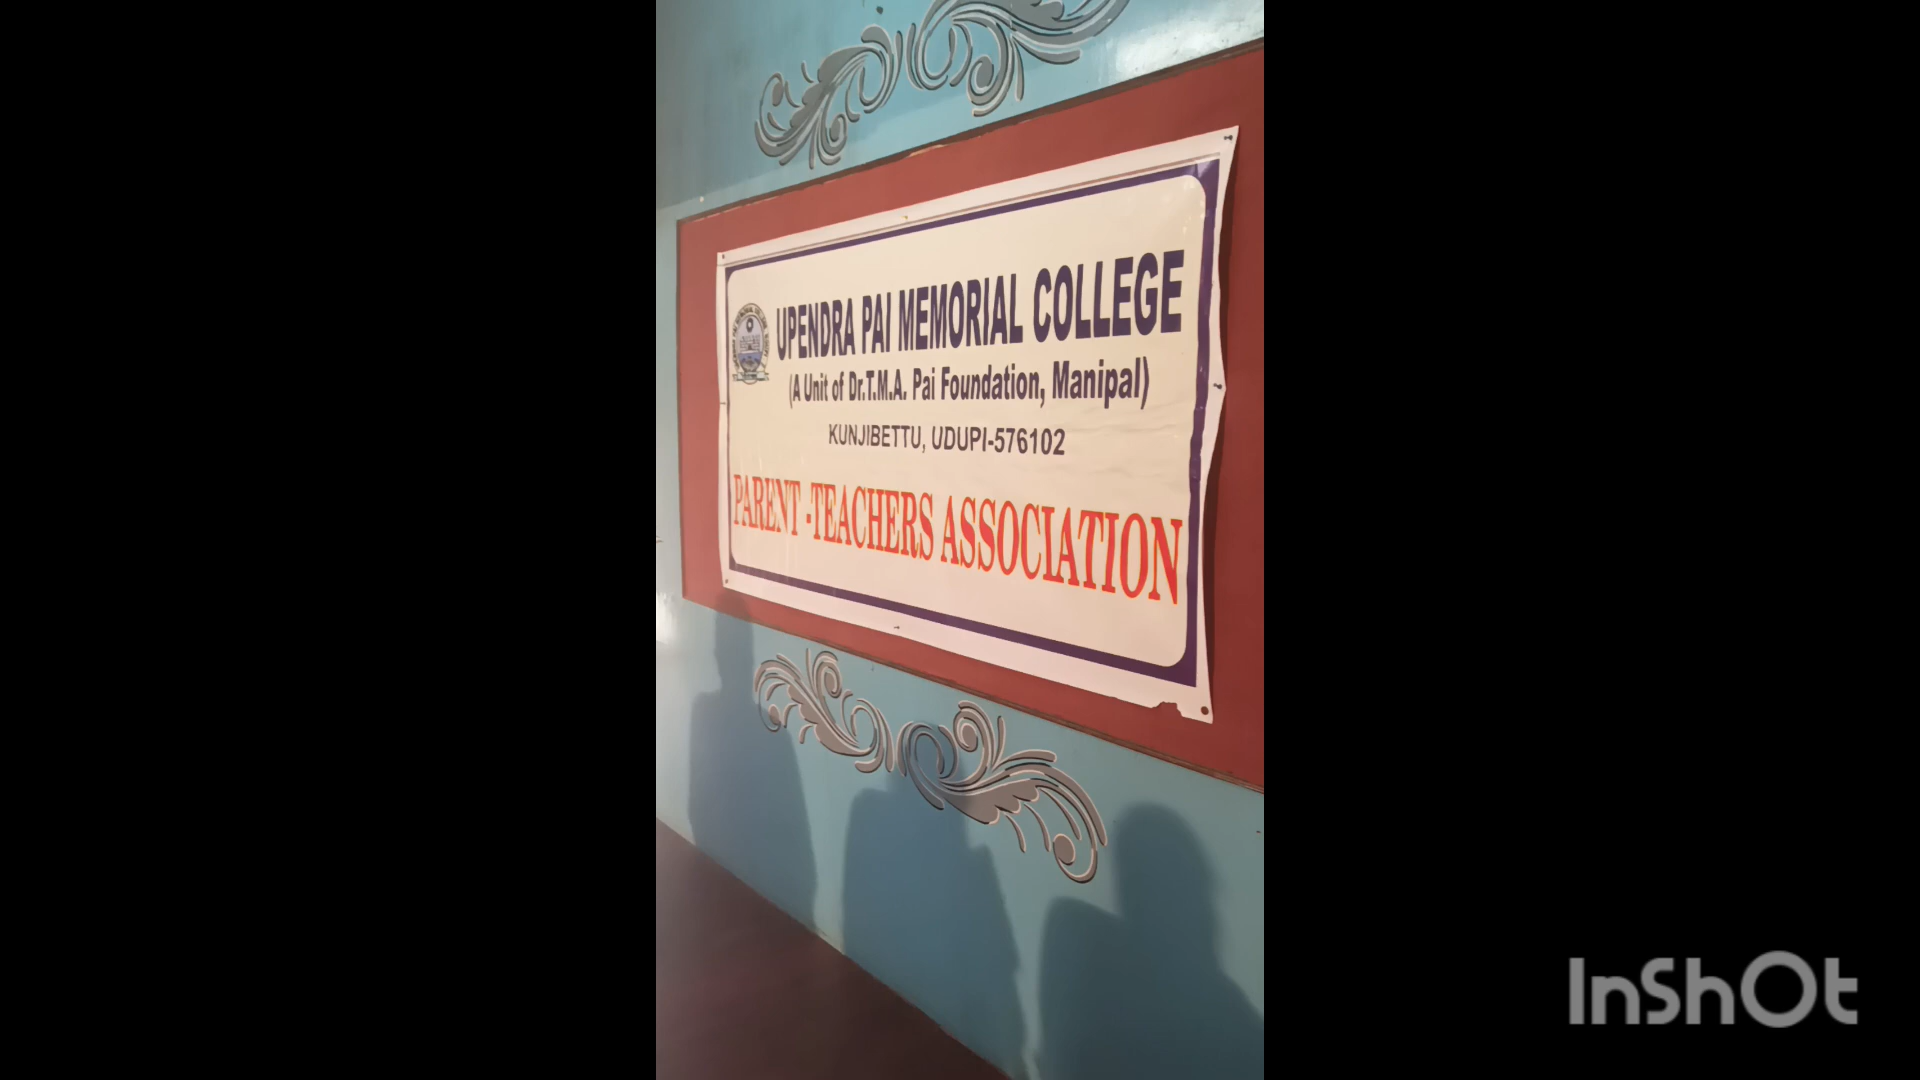 UPENDRA PAI MEMORIAL COLLEGE
(A Unit of Dr.T.M.A. Pai Foundation, Manipal)
KUNJIBETTU, UDUPI-576102
PARENT -TEACHERS ASSOCIATION
InShOt